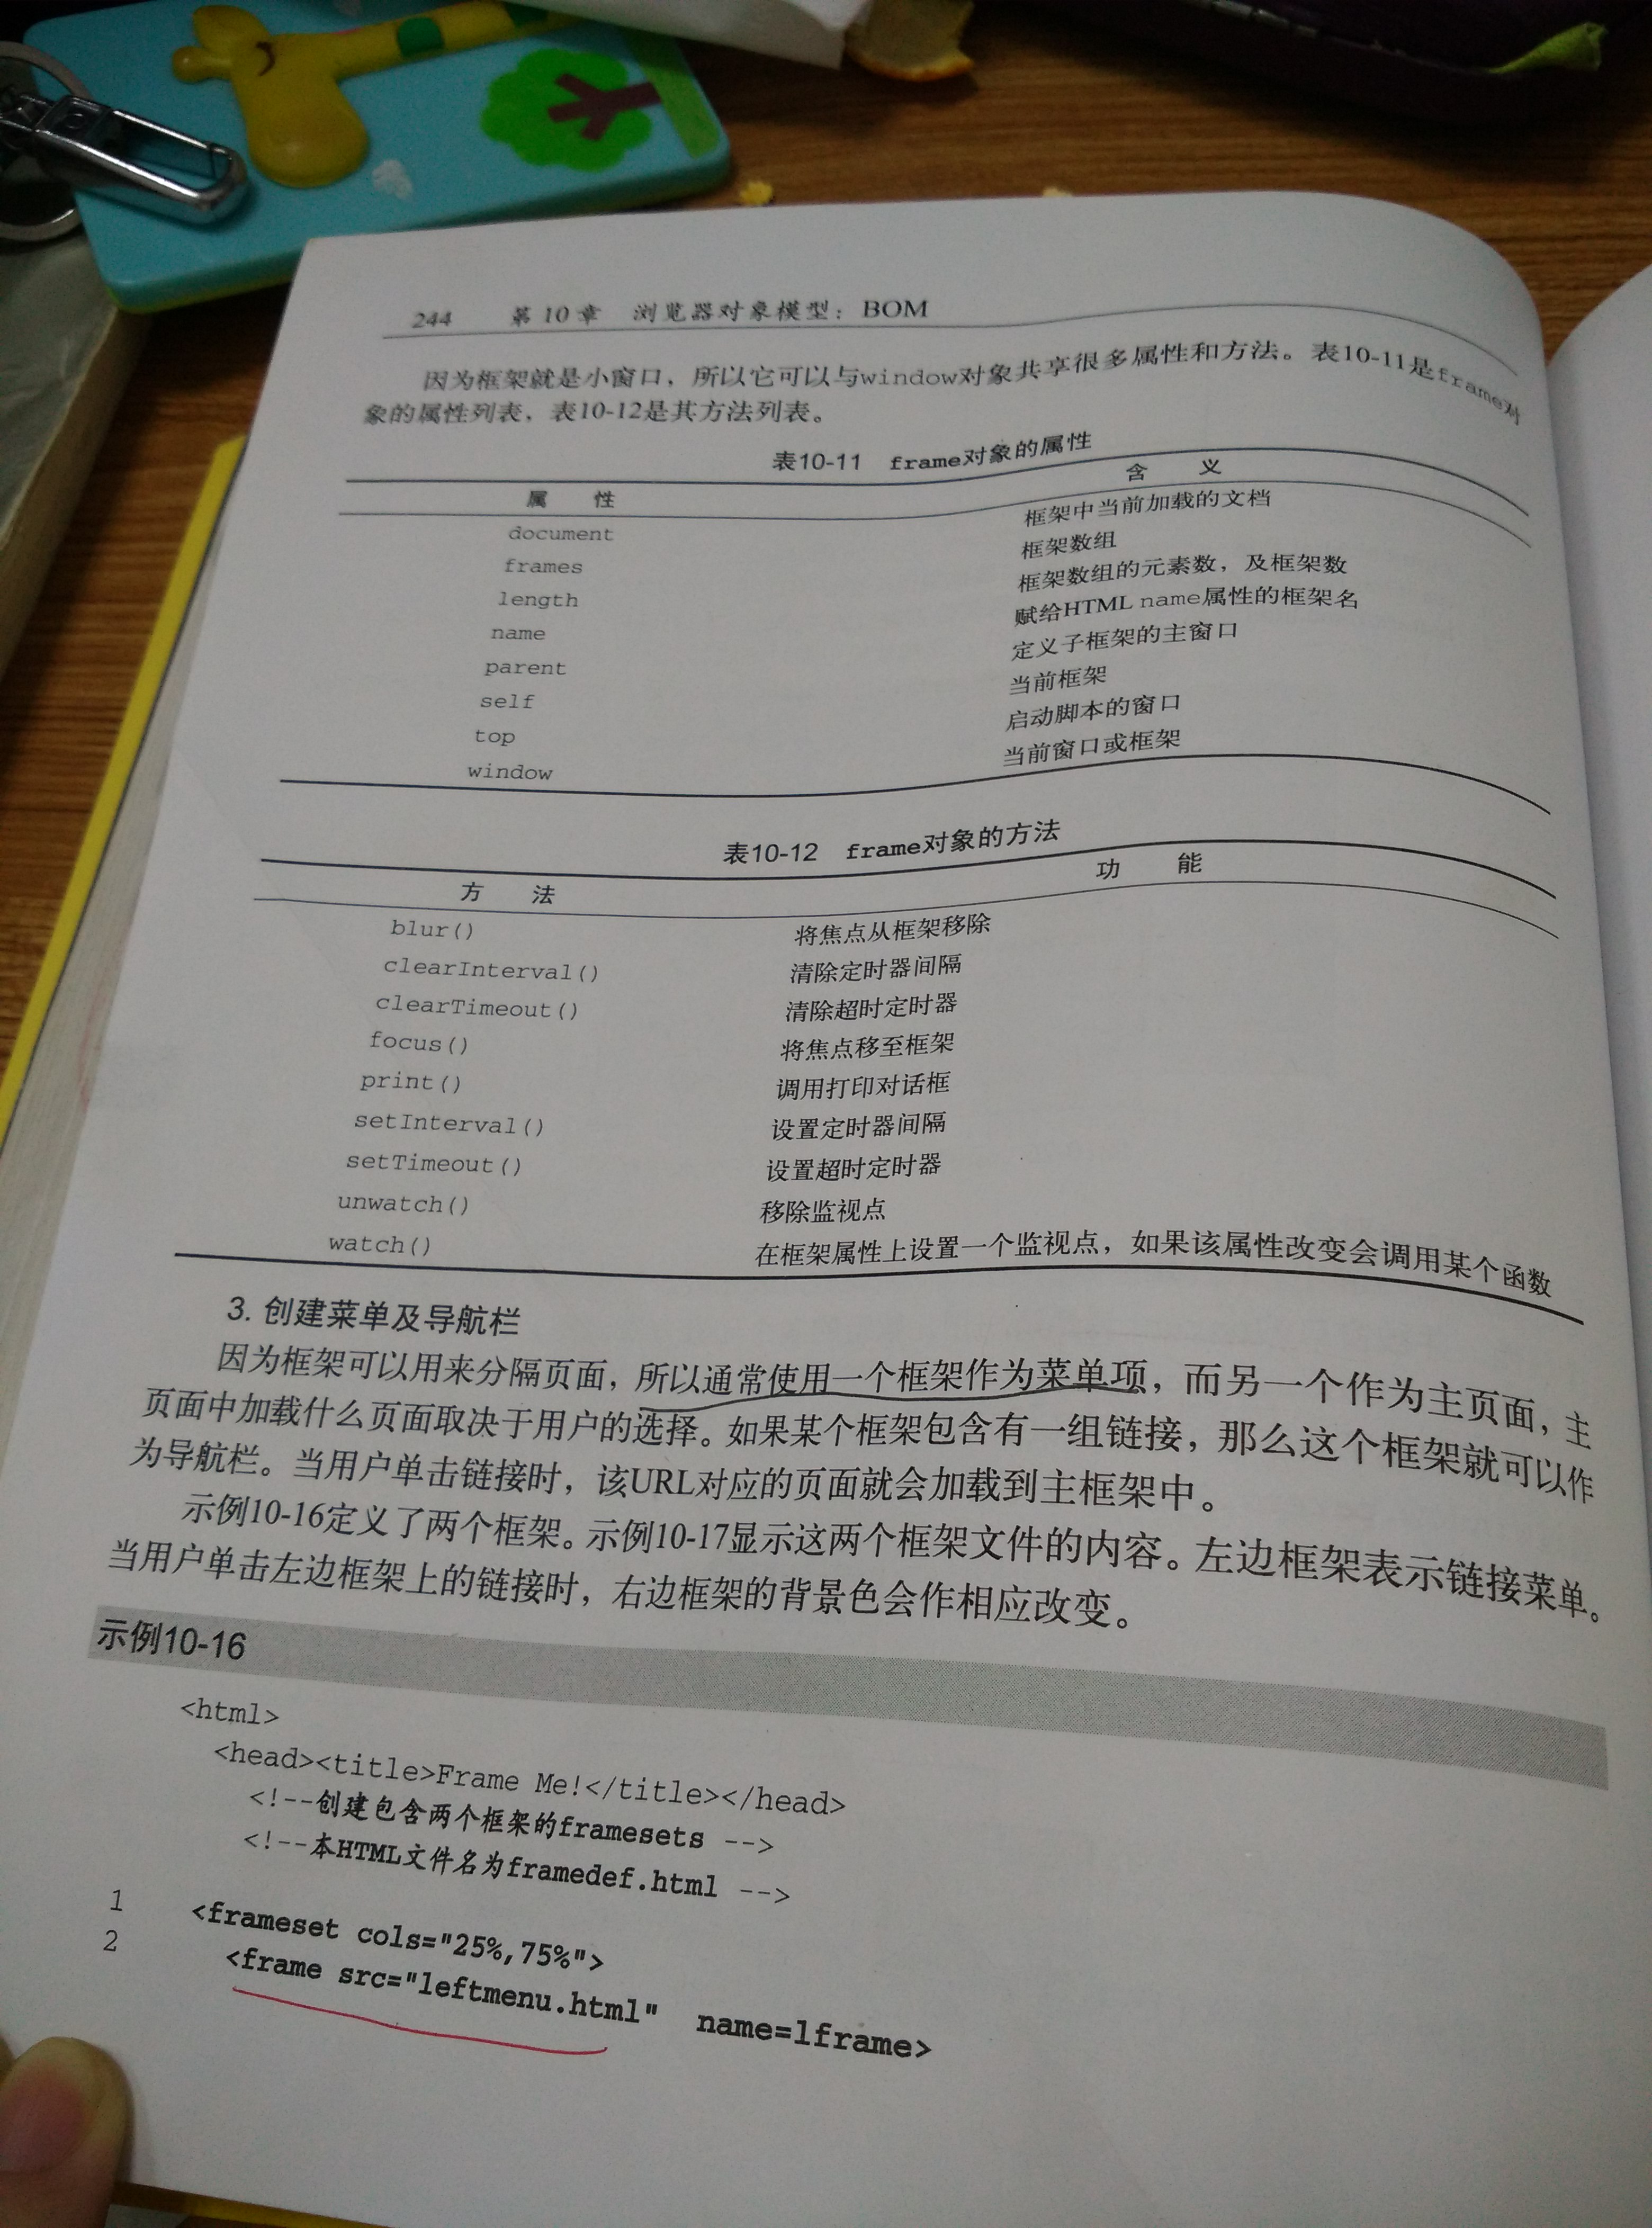 244 第10章 浏览器对象模型：BOM
因为框架就是小窗口，所以它可以与window对象共享很多属性和方法。表10-11是frame对
象的属性列表，表10-12是其方法列表。
表10-11 frame对象的属性
属 性 含 义
document 框架中当前加载的文档
frames 框架数组
length 框架数组的元素数，及框架数
name 赋给HTML name属性的框架名
parent 定义子框架的主窗口
self 当前框架
top 启动脚本的窗口
window 当前窗口或框架
表10-12 frame对象的方法
方 法 功 能
blur() 将焦点从框架移除
clearInterval() 清除定时器间隔
clearTimeout() 清除超时定时器
focus() 将焦点移至框架
print() 调用打印对话框
setInterval() 设置定时器间隔
setTimeout() 设置超时定时器
unwatch() 移除监视点
watch() 在框架属性上设置一个监视点，如果该属性改变会调用某个函数
3. 创建菜单及导航栏
因为框架可以用来分隔页面，所以通常使用一个框架作为菜单项，而另一个作为主页面，主
页面中加载什么页面取决于用户的选择。如果某个框架包含有一组链接，那么这个框架就可以作
为导航栏。当用户单击链接时，该URL对应的页面就会加载到主框架中。
示例10-16定义了两个框架。示例10-17显示这两个框架文件的内容。左边框架表示链接菜单。
当用户单击左边框架上的链接时，右边框架的背景色会作相应改变。
示例10-16
<html>
<head><title>Frame Me!</title></head>
<!--创建包含两个框架的framesets -->
<!--本HTML文件名为framedef.html -->
1 <frameset cols="25%,75%">
2 <frame src="leftmenu.html" name=lframe>